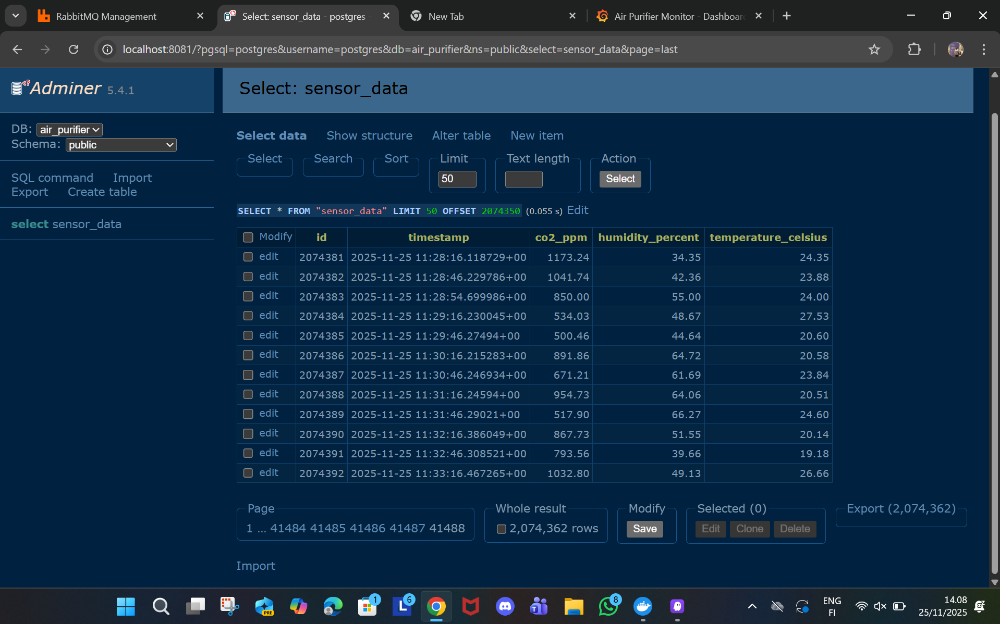 RabbitMQ Management
Select: sensor_data - postgres -
New Tab
Air Purifier Monitor - Dashboar
localhost:8081/?pgsql=postgres&username=postgres&db=air_purifier&ns=public&select=sensor_data&page=last
Adminer 5.4.1
DB: air_purifier
Schema: public
SQL command Import
Export Create table
select sensor_data
Select: sensor_data
Select data Show structure Alter table New item
Select Search Sort Limit Text length Action
50 Select
SELECT * FROM "sensor_data" LIMIT 50 OFFSET 2074350 (0.055 s) Edit
Modify id timestamp co2_ppm humidity_percent temperature_celsius
edit 2074381 2025-11-25 11:28:16.118729+00 1173.24 34.35 24.35
edit 2074382 2025-11-25 11:28:46.229786+00 1041.74 42.36 23.88
edit 2074383 2025-11-25 11:28:54.699986+00 850.00 55.00 24.00
edit 2074384 2025-11-25 11:29:16.230045+00 534.03 48.67 27.53
edit 2074385 2025-11-25 11:29:46.27494+00 500.46 44.64 20.60
edit 2074386 2025-11-25 11:30:16.215283+00 891.86 64.72 20.58
edit 2074387 2025-11-25 11:30:46.246934+00 671.21 61.69 23.84
edit 2074388 2025-11-25 11:31:16.24594+00 954.73 64.06 20.51
edit 2074389 2025-11-25 11:31:46.29021+00 517.90 66.27 24.60
edit 2074390 2025-11-25 11:32:16.386049+00 867.73 51.55 20.14
edit 2074391 2025-11-25 11:32:46.308521+00 793.56 39.66 19.18
edit 2074392 2025-11-25 11:33:16.467265+00 1032.80 49.13 26.66
Page Whole result Modify Selected (0) Export (2,074,362)
1 ... 41484 41485 41486 41487 41488 2,074,362 rows Save Edit Clone Delete
Import
PRE
1
L 6
T
8
ENG
FI
14.08
25/11/2025